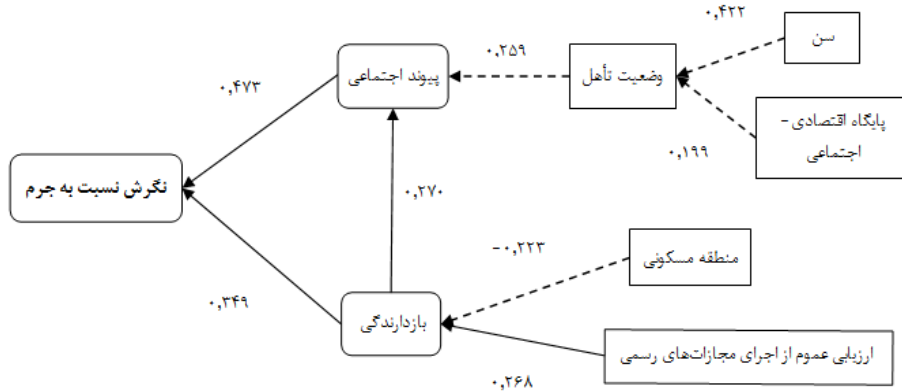 ۰,۴۲۲
سن
۰,۲۵۹
پیوند اجتماعی
وضعیت تأهل
۰,۴۷۳
پایگاه اقتصادی-
اجتماعی
۰,۱۹۹
نگرش نسبت به جرم
۰,۲۷۰
-۰,۲۲۳
منطقه مسکونی
۰,۳۴۹
بازدارندگی
ارزیابی عموم از اجرای مجازات‌های رسمی
۰,۲۶۸